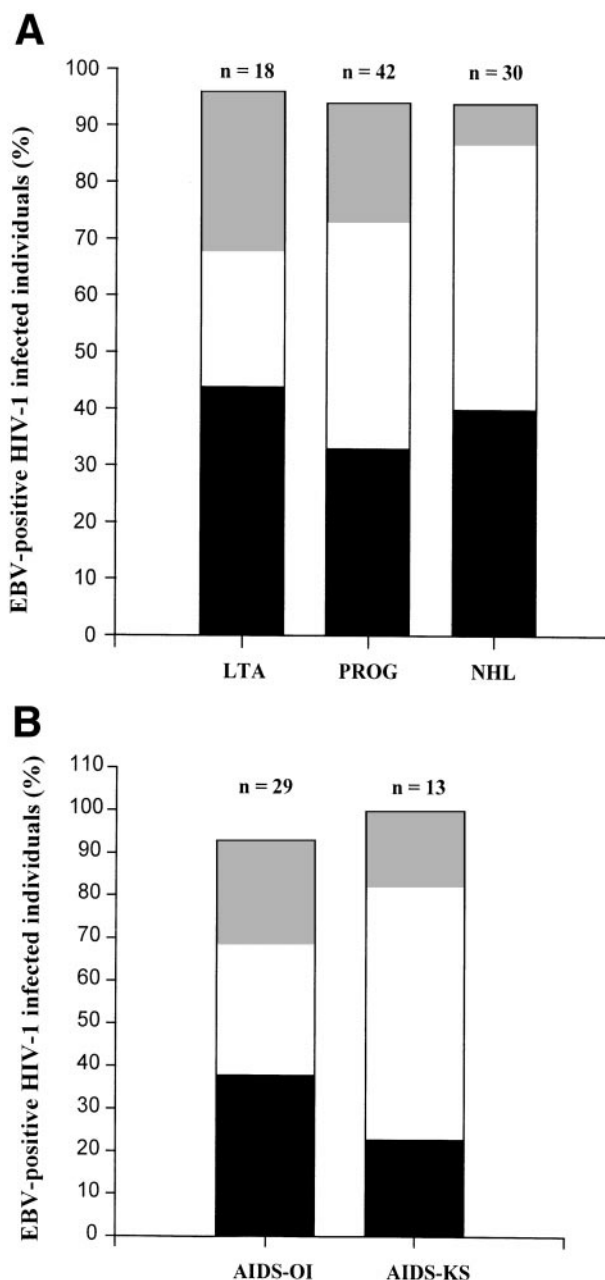 A
EBV-positive HIV-1 infected individuals (%)
100
90
80
70
60
50
40
30
20
10
0
n = 18 n = 42 n = 30
LTA PROG NHL
B
EBV-positive HIV-1 infected individuals (%)
110
100
90
80
70
60
50
40
30
20
10
0
n = 29 n = 13
AIDS-OI AIDS-KS